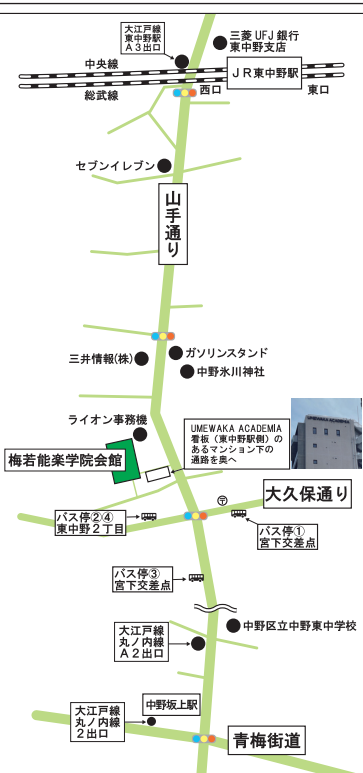 大江戸線
東中野駅
A3出口
三菱UFJ銀行
東中野支店
中央線
総武線
JR東中野駅
西口
東口
セブンイレブン
山手通り
ガソリンスタンド
三井情報(株)
中野氷川神社
ライオン事務機
UMEWAKA ACADEMIA
看板（東中野駅側）の
あるマンション下の
通路を奥へ
UMEWAKA ACADEMIA
梅若能楽学院会館
大久保通り
〒
バス停②④
東中野2丁目
バス停①
宮下交差点
バス停③
宮下交差点
大江戸線
丸ノ内線
A2出口
中野区立中野東中学校
大江戸線
丸ノ内線
2出口
中野坂上駅
青梅街道